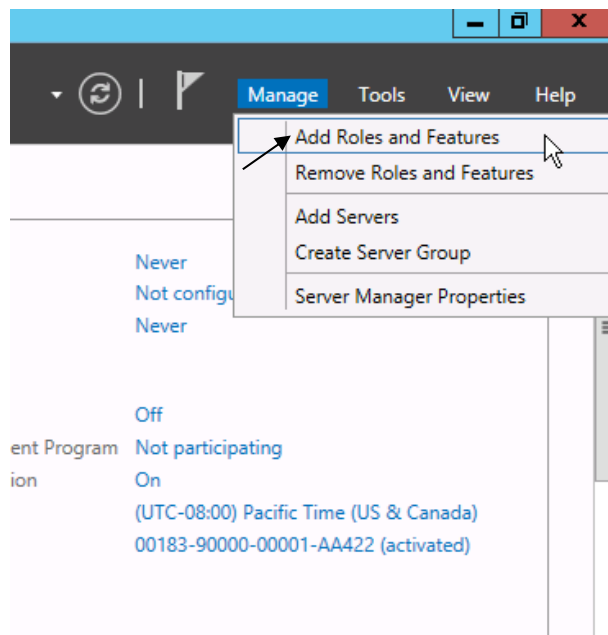 Manage Tools View Help
Add Roles and Features
Remove Roles and Features
Add Servers
Create Server Group
Server Manager Properties
Never
Not configu
Never
Off
ent Program Not participating
ion On
(UTC-08:00) Pacific Time (US & Canada)
00183-90000-00001-AA422 (activated)